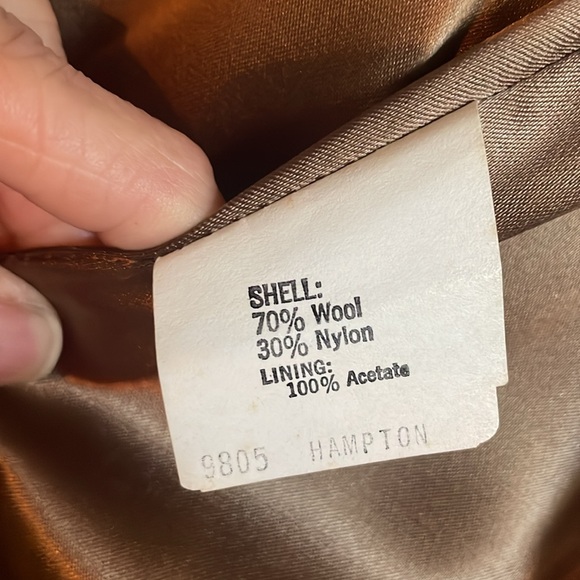 SHELL:
70% Wool
30% Nylon
LINING:
100% Acetate
9805 HAMPTON